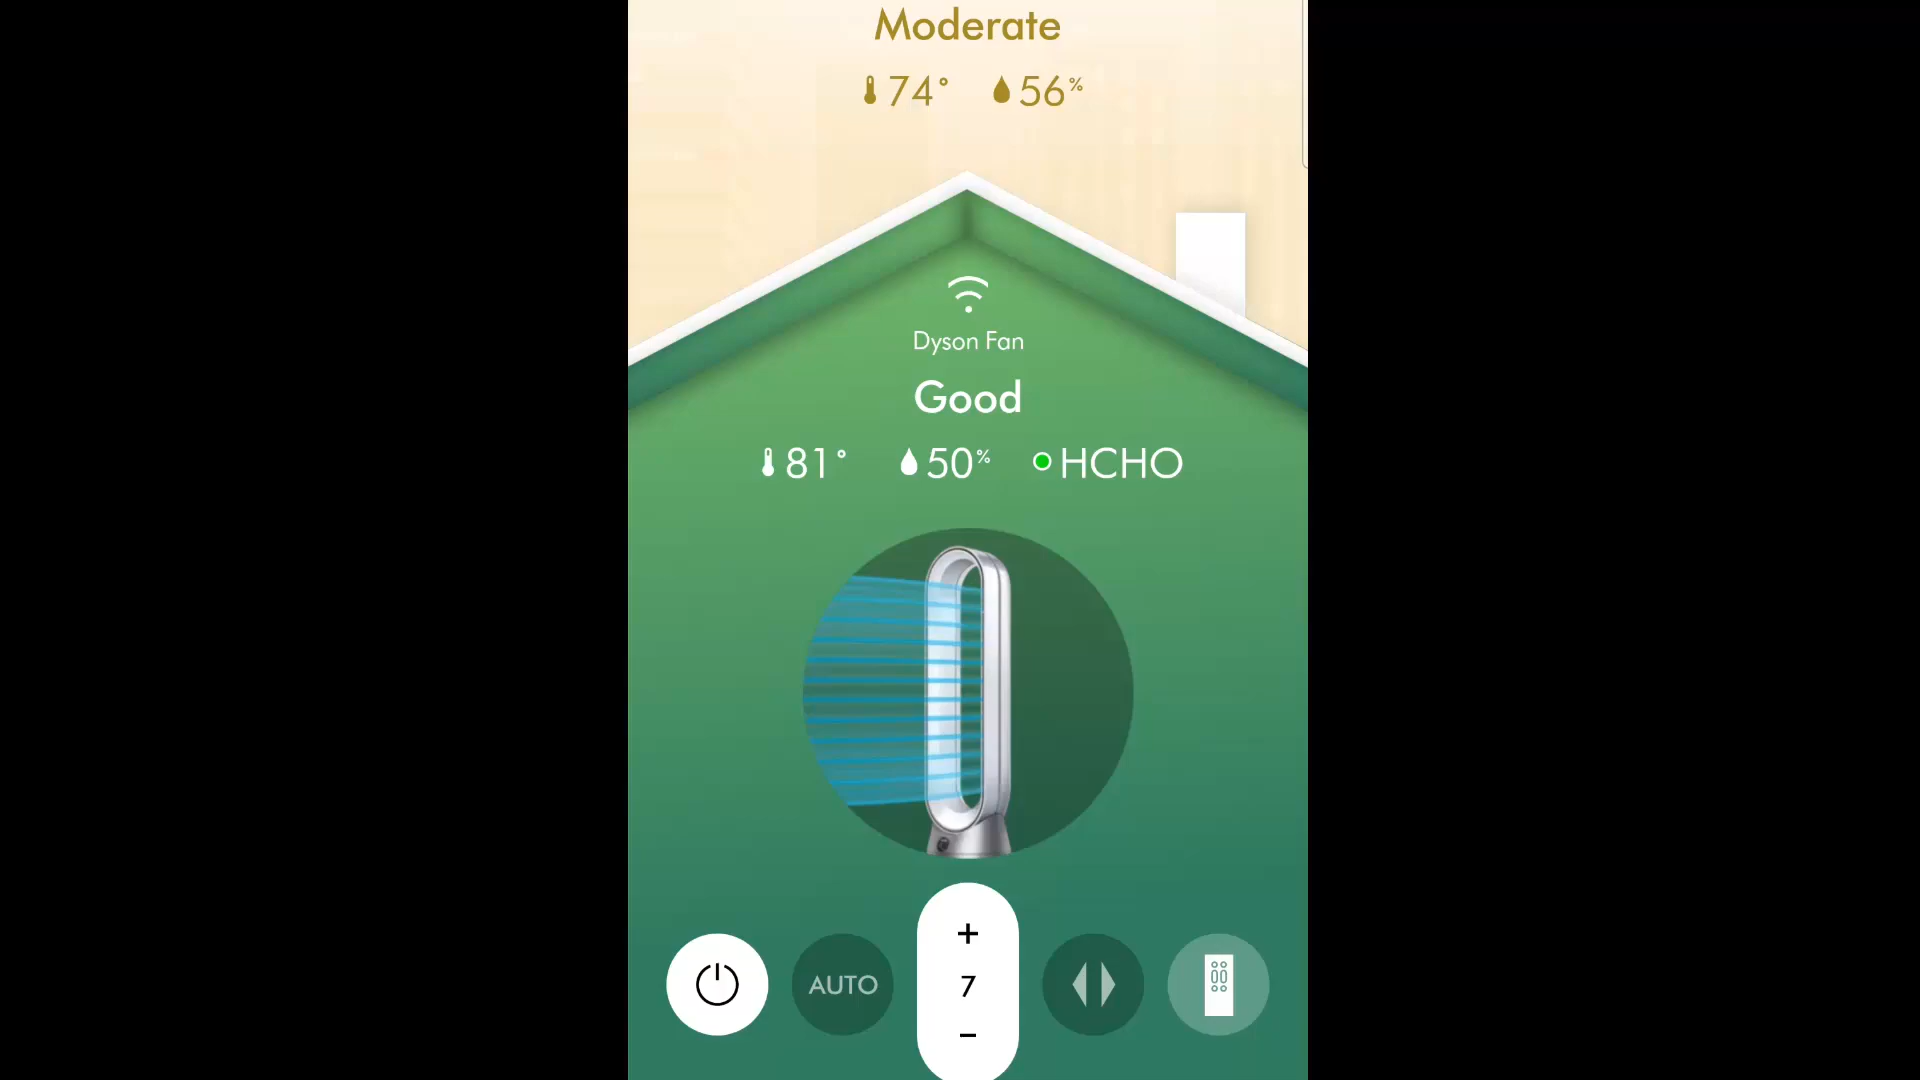 Moderate
74° 56%
Dyson Fan
Good
81° 50% HCHO
+
AUTO 7
−